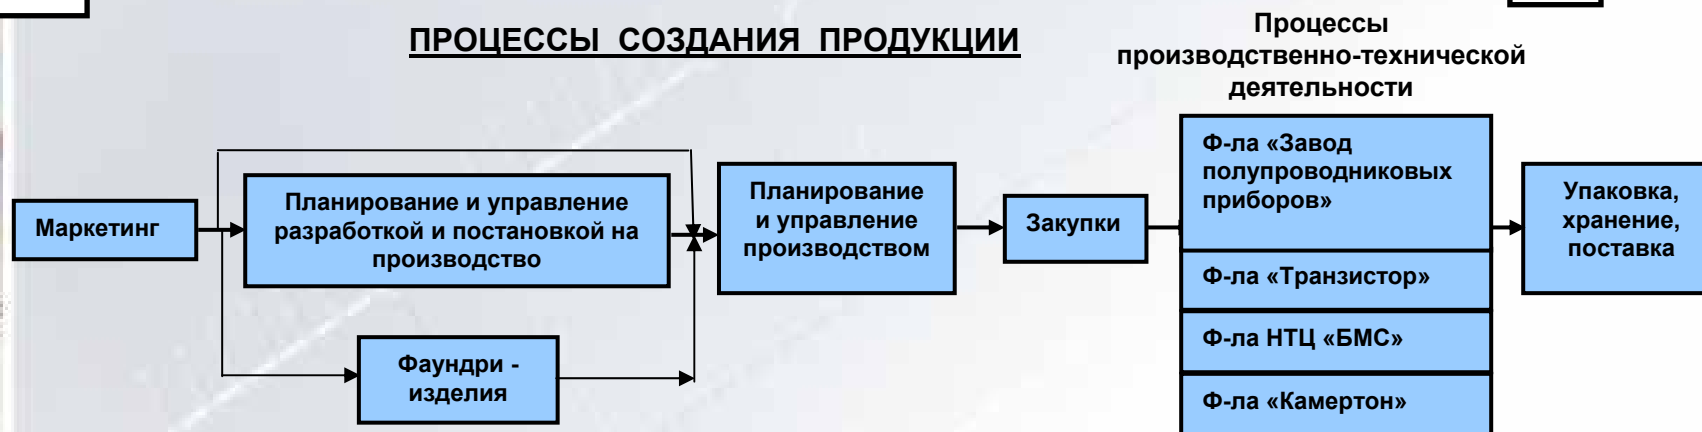 ПРОЦЕССЫ СОЗДАНИЯ ПРОДУКЦИИ
Процессы
производственно-технической
деятельности
Маркетинг
Планирование и управление
разработкой и постановкой на
производство
Фаундри -
изделия
Планирование
и управление
производством
Закупки
Ф-ла «Завод
полупроводниковых
приборов»
Ф-ла «Транзистор»
Ф-ла НТЦ «БМС»
Ф-ла «Камертон»
Упаковка,
хранение,
поставка